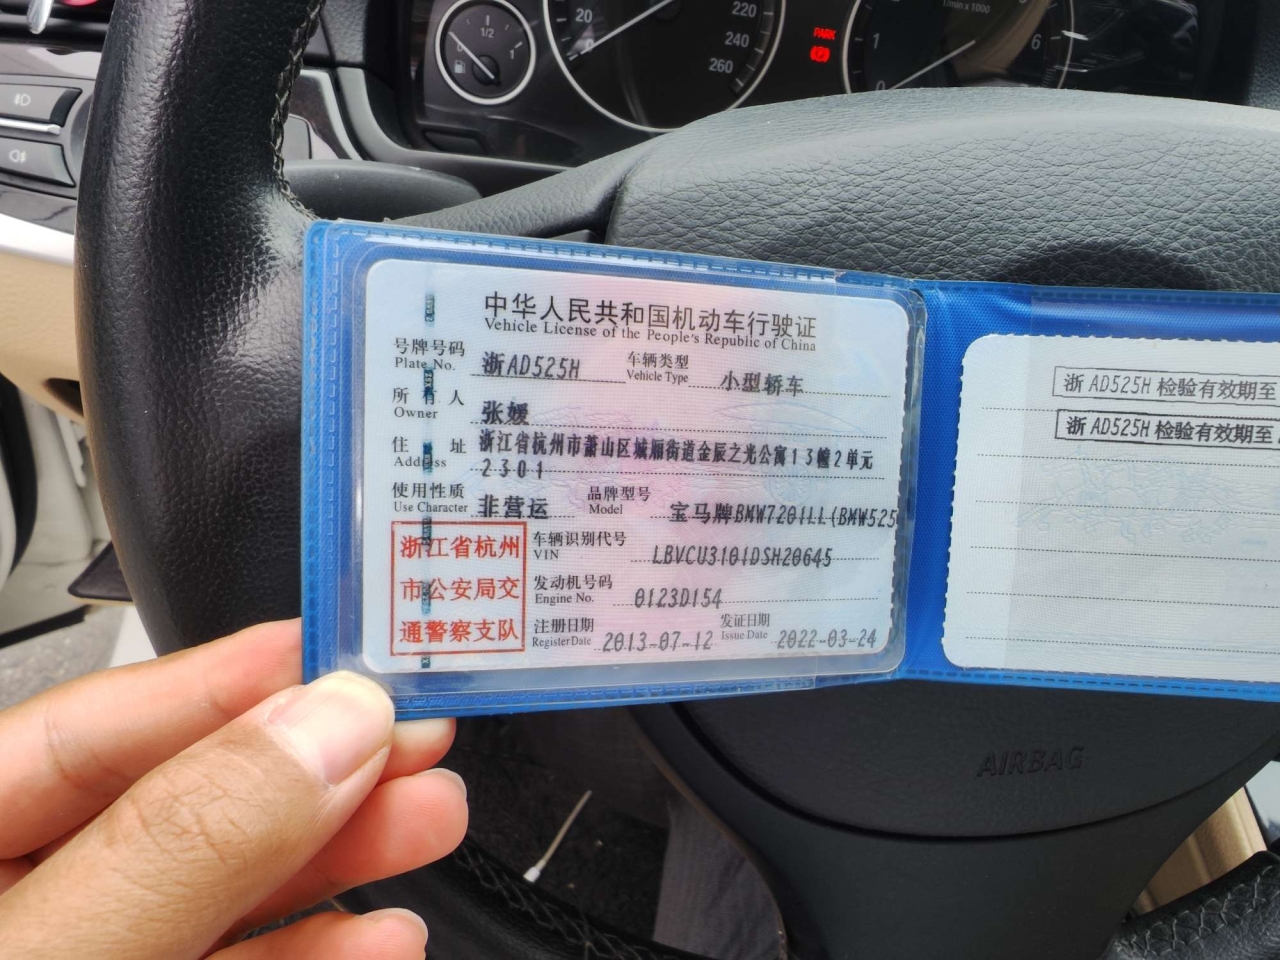 20
0
1/2
0
1
220
240
260
PARK
1/min x 1000
1
0
6
中华人民共和国机动车行驶证
Vehicle License of the People's Republic of China
号牌号码 浙AD525H 车辆类型 小型轿车
Plate No. Vehicle Type
所有人 张媛
Owner
住址 浙江省杭州市萧山区城厢街道金辰之光公寓13幢2单元
Address 2301
使用性质 非营运 品牌型号 宝马牌BMW7201LL(BMW525
Use Character Model
浙江省杭州
市公安局交
通警察支队
车辆识别代号 LBVCU3101DSH20645
VIN
发动机号码 0123D154
Engine No.
注册日期 2013-07-12 发证日期 2022-03-24
Register Date Issue Date
浙AD525H检验有效期至
浙AD525H检验有效期至
AIRBAG